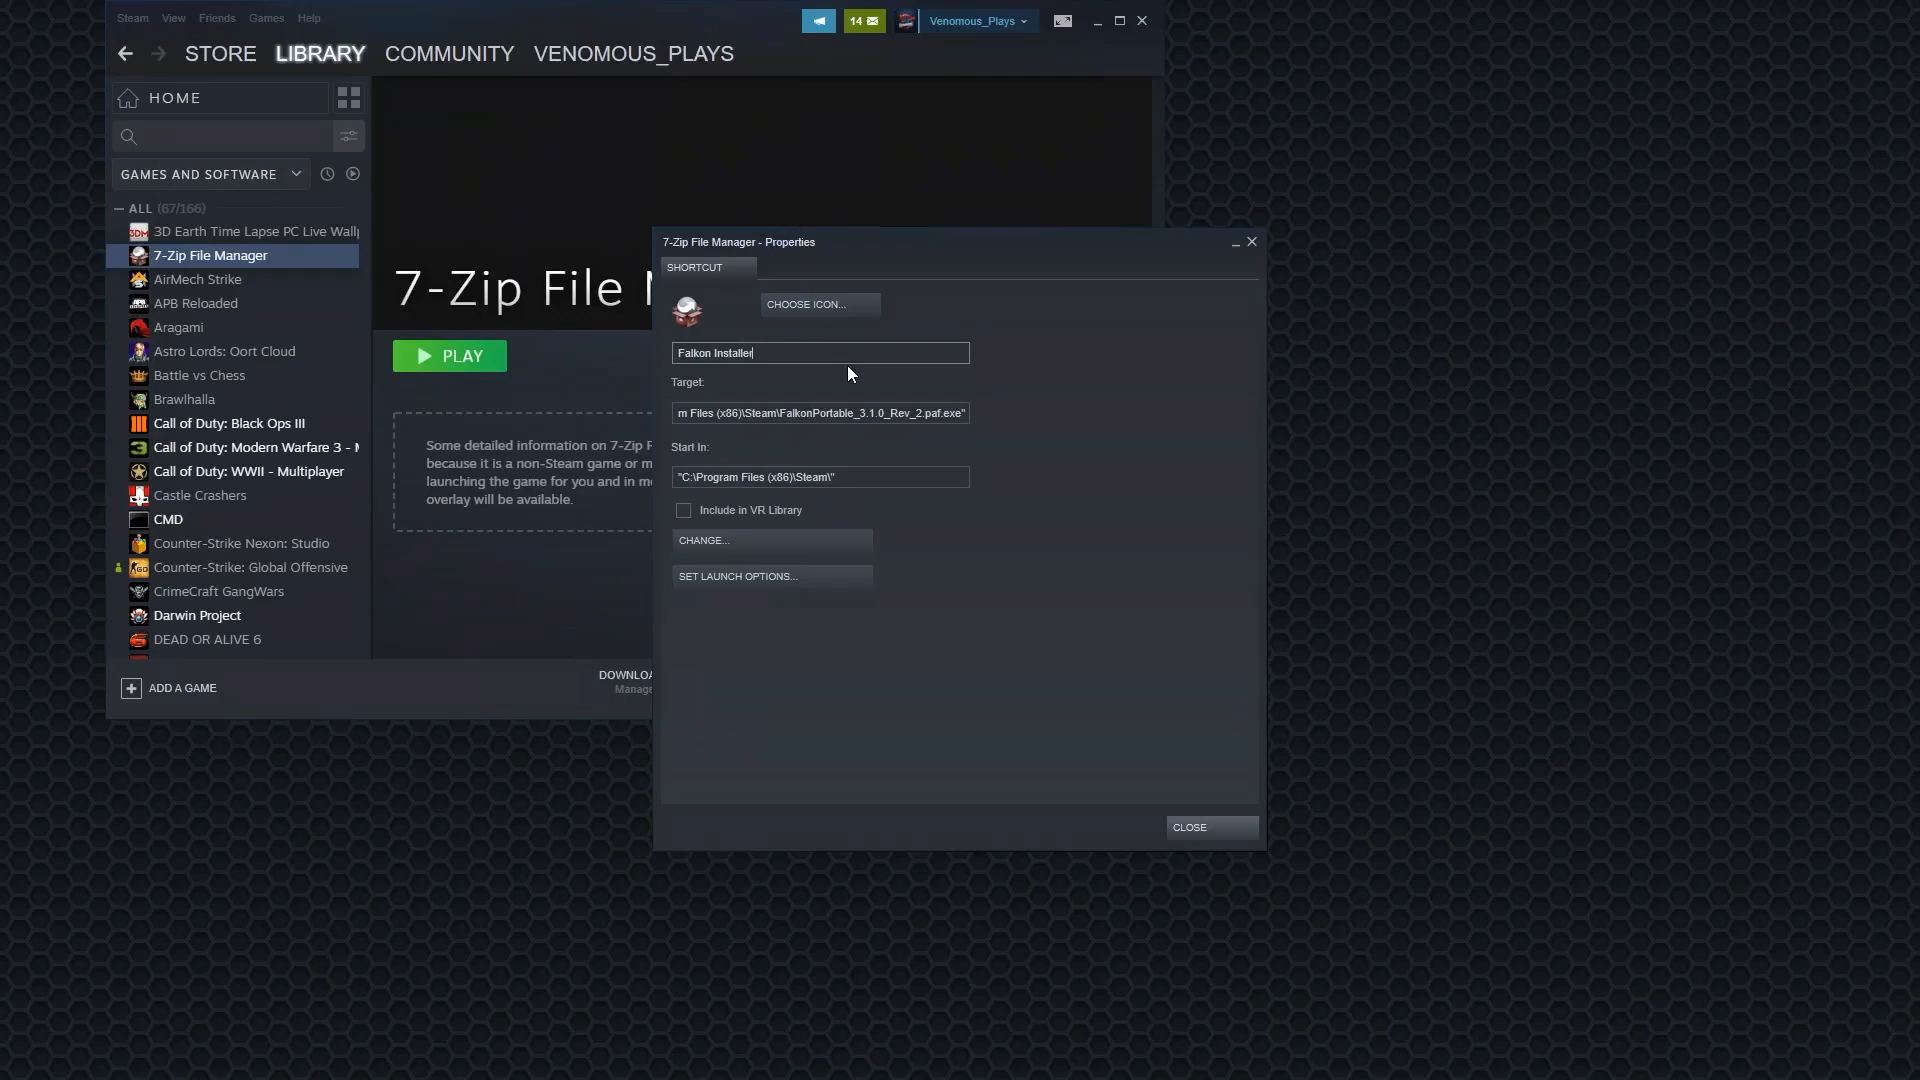 Steam View Friends Games Help
14
Venomous_Plays
STORE LIBRARY COMMUNITY VENOMOUS_PLAYS
HOME
GAMES AND SOFTWARE
— ALL (67/166)
3DM
3D Earth Time Lapse PC Live Wallp
7-Zip File Manager
AirMech Strike
APB Reloaded
Aragami
Astro Lords: Oort Cloud
Battle vs Chess
Brawlhalla
Call of Duty: Black Ops III
Call of Duty: Modern Warfare 3 - M
Call of Duty: WWII - Multiplayer
Castle Crashers
CMD
Counter-Strike Nexon: Studio
Counter-Strike: Global Offensive
CrimeCraft GangWars
Darwin Project
DEAD OR ALIVE 6
ADD A GAME
7-Zip File M
PLAY
Some detailed information on 7-Zip F
because it is a non-Steam game or m
launching the game for you and in mo
overlay will be available.
DOWNLOA
Manage
7-Zip File Manager - Properties
SHORTCUT
CHOOSE ICON...
Falkon Installer
Target:
m Files (x86)\Steam\FalkonPortable_3.1.0_Rev_2.paf.exe"
Start In:
"C:\Program Files (x86)\Steam\"
Include in VR Library
CHANGE...
SET LAUNCH OPTIONS...
CLOSE